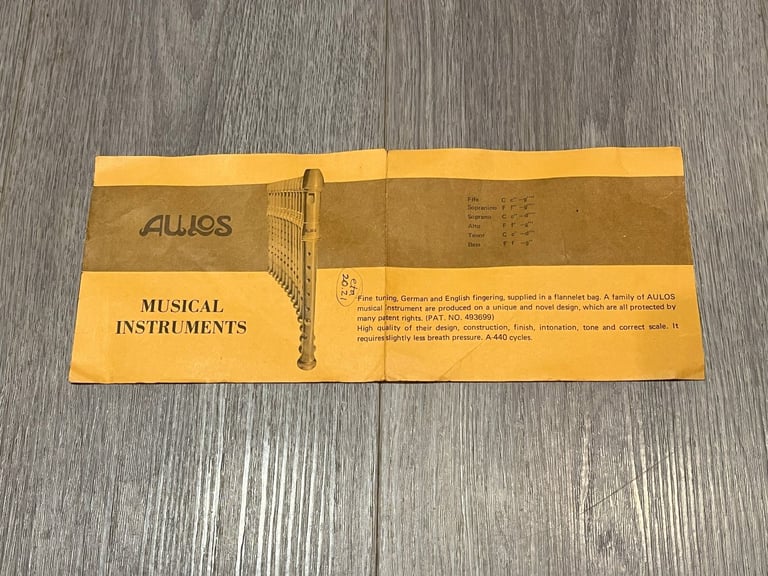 AULOS
MUSICAL
INSTRUMENTS
20.21
Fife C
Sopranino F
Soprano C
Alto F
Tenor C
Bass F
Fine tuning, German and English fingering, supplied in a flannelet bag. A family of AULOS
musical instrument are produced on a unique and novel design, which are all protected by
many patent rights. (PAT. NO. 493699)
High quality of their design, construction, finish, intonation, tone and correct scale. It
requires slightly less breath pressure. A-440 cycles.